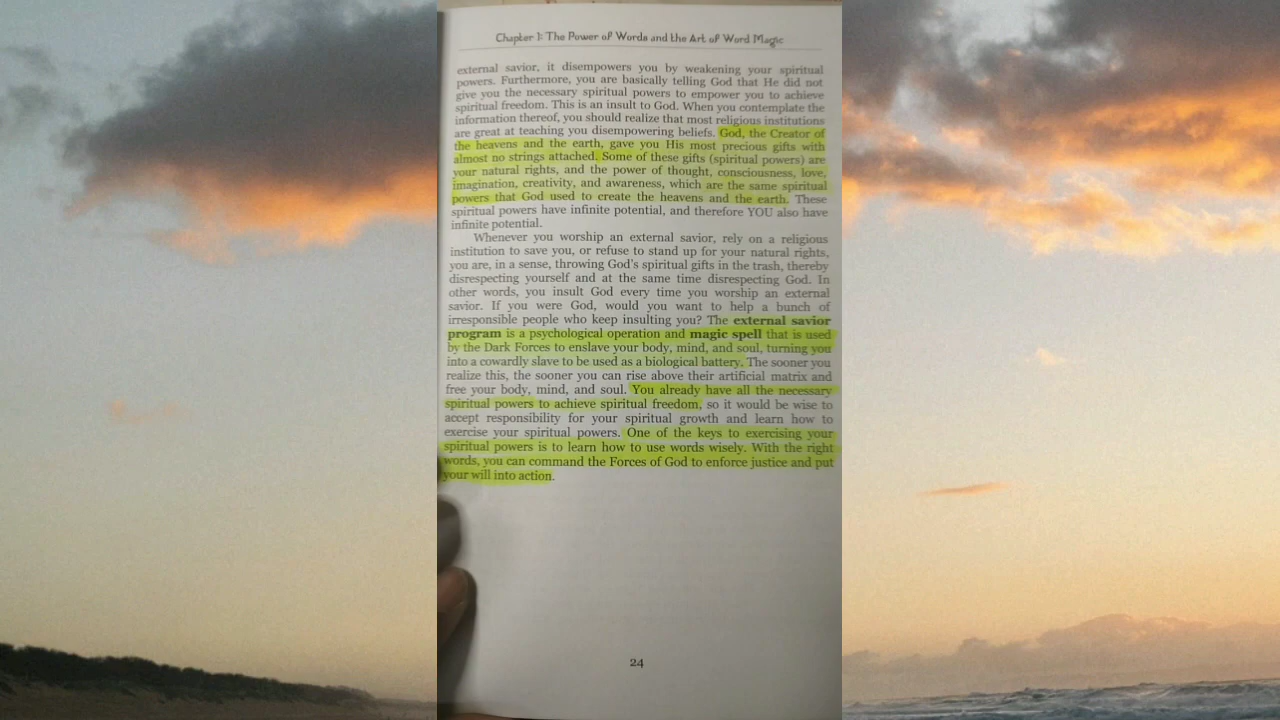 Chapter 1: The Power of Words and the Art of Word Magic
external savior, it disempowers you by weakening your spiritual
powers. Furthermore, you are basically telling God that He did not
give you the necessary spiritual powers to empower you to achieve
spiritual freedom. This is an insult to God. When you contemplate the
information thereof, you should realize that most religious institutions
are great at teaching you disempowering beliefs. God, the Creator of
the heavens and the earth, gave you His most precious gifts with
almost no strings attached. Some of these gifts (spiritual powers) are
your natural rights, and the power of thought, consciousness, love,
imagination, creativity, and awareness, which are the same spiritual
powers that God used to create the heavens and the earth. These
spiritual powers have infinite potential, and therefore YOU also have
infinite potential.
Whenever you worship an external savior, rely on a religious
institution to save you, or refuse to stand up for your natural rights,
you are, in a sense, throwing God's spiritual gifts in the trash, thereby
disrespecting yourself and at the same time disrespecting God. In
other words, you insult God every time you worship an external
savior. If you were God, would you want to help a bunch of
irresponsible people who keep insulting you? The external savior
program is a psychological operation and magic spell that is used
by the Dark Forces to enslave your body, mind, and soul, turning you
into a cowardly slave to be used as a biological battery. The sooner you
realize this, the sooner you can rise above their artificial matrix and
free your body, mind, and soul. You already have all the necessary
spiritual powers to achieve spiritual freedom, so it would be wise to
accept responsibility for your spiritual growth and learn how to
exercise your spiritual powers. One of the keys to exercising your
spiritual powers is to learn how to use words wisely. With the right
words, you can command the Forces of God to enforce justice and put
your will into action.
24